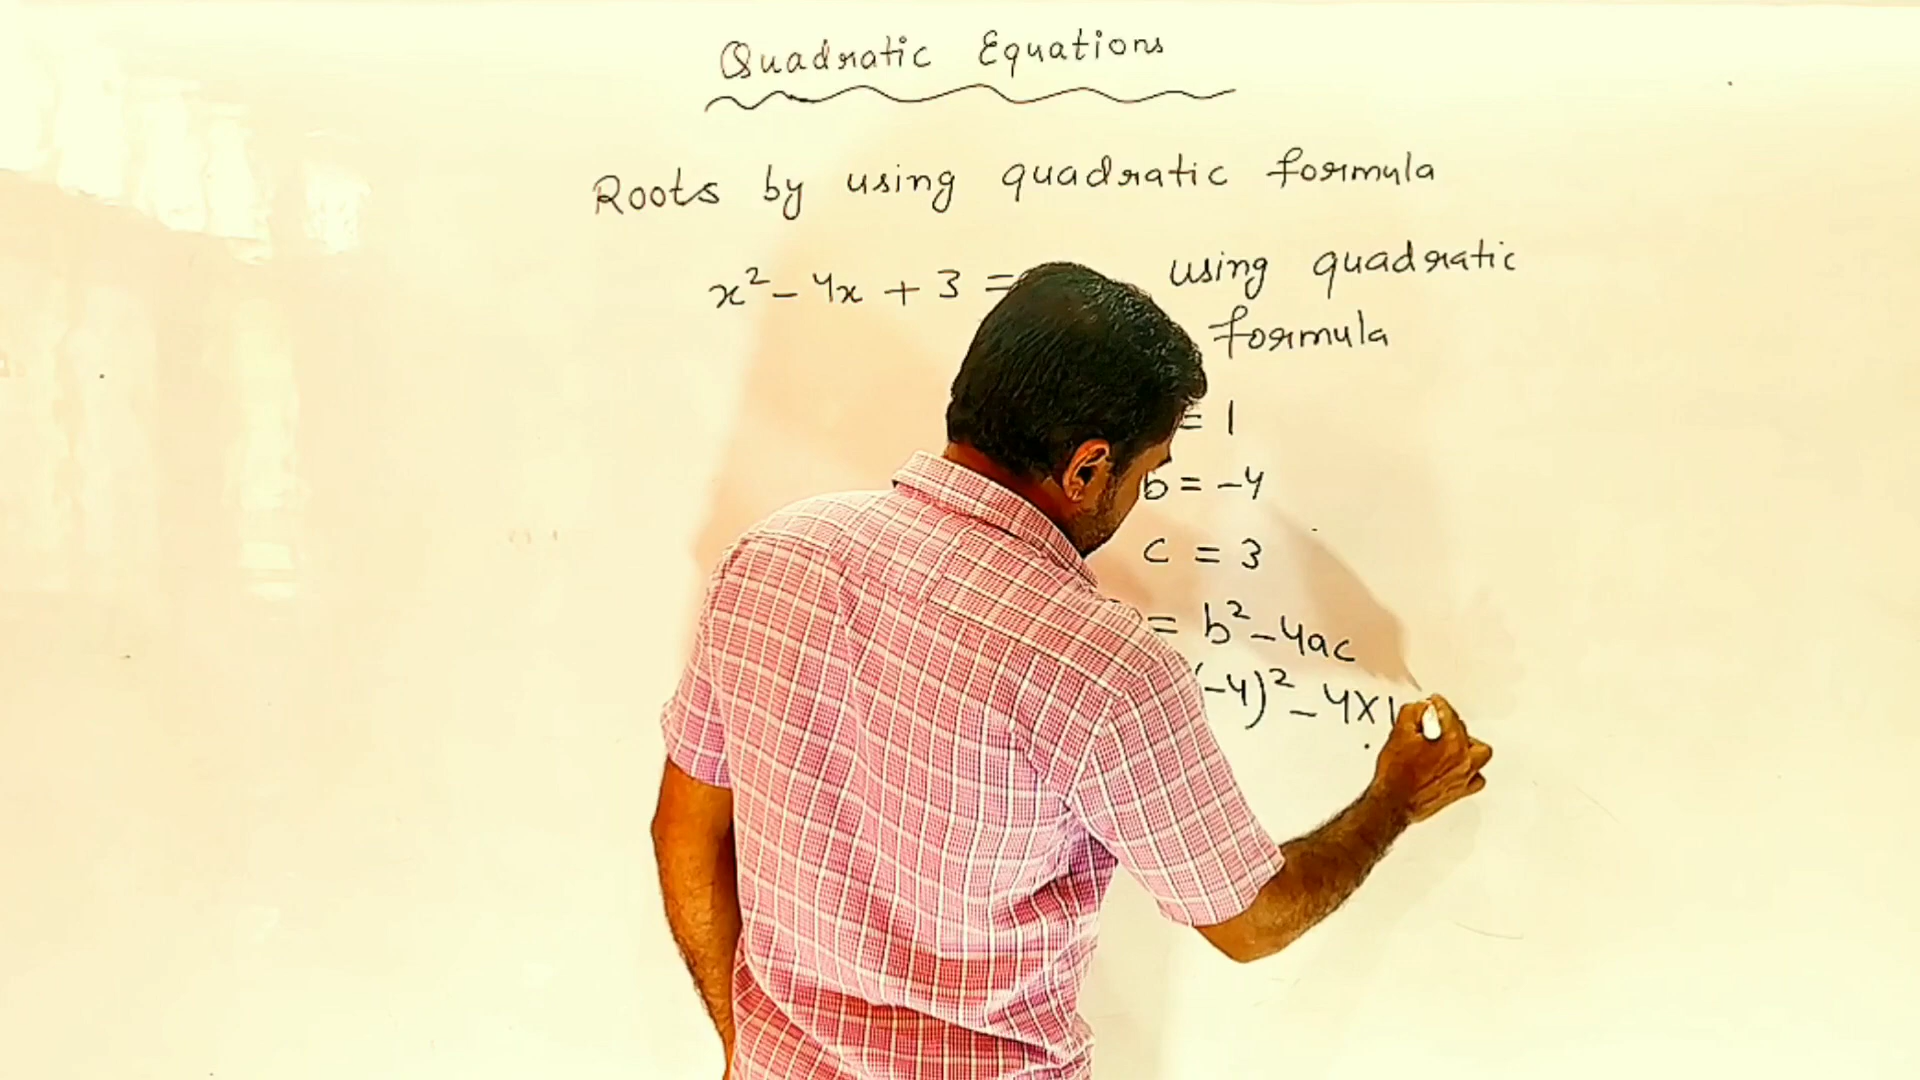 Quadratic Equations
Roots by using quadratic formula
x² - 4x + 3 = using quadratic
formula
= 1
b = -4
c = 3
= b² - 4ac
(-4)² - 4×1